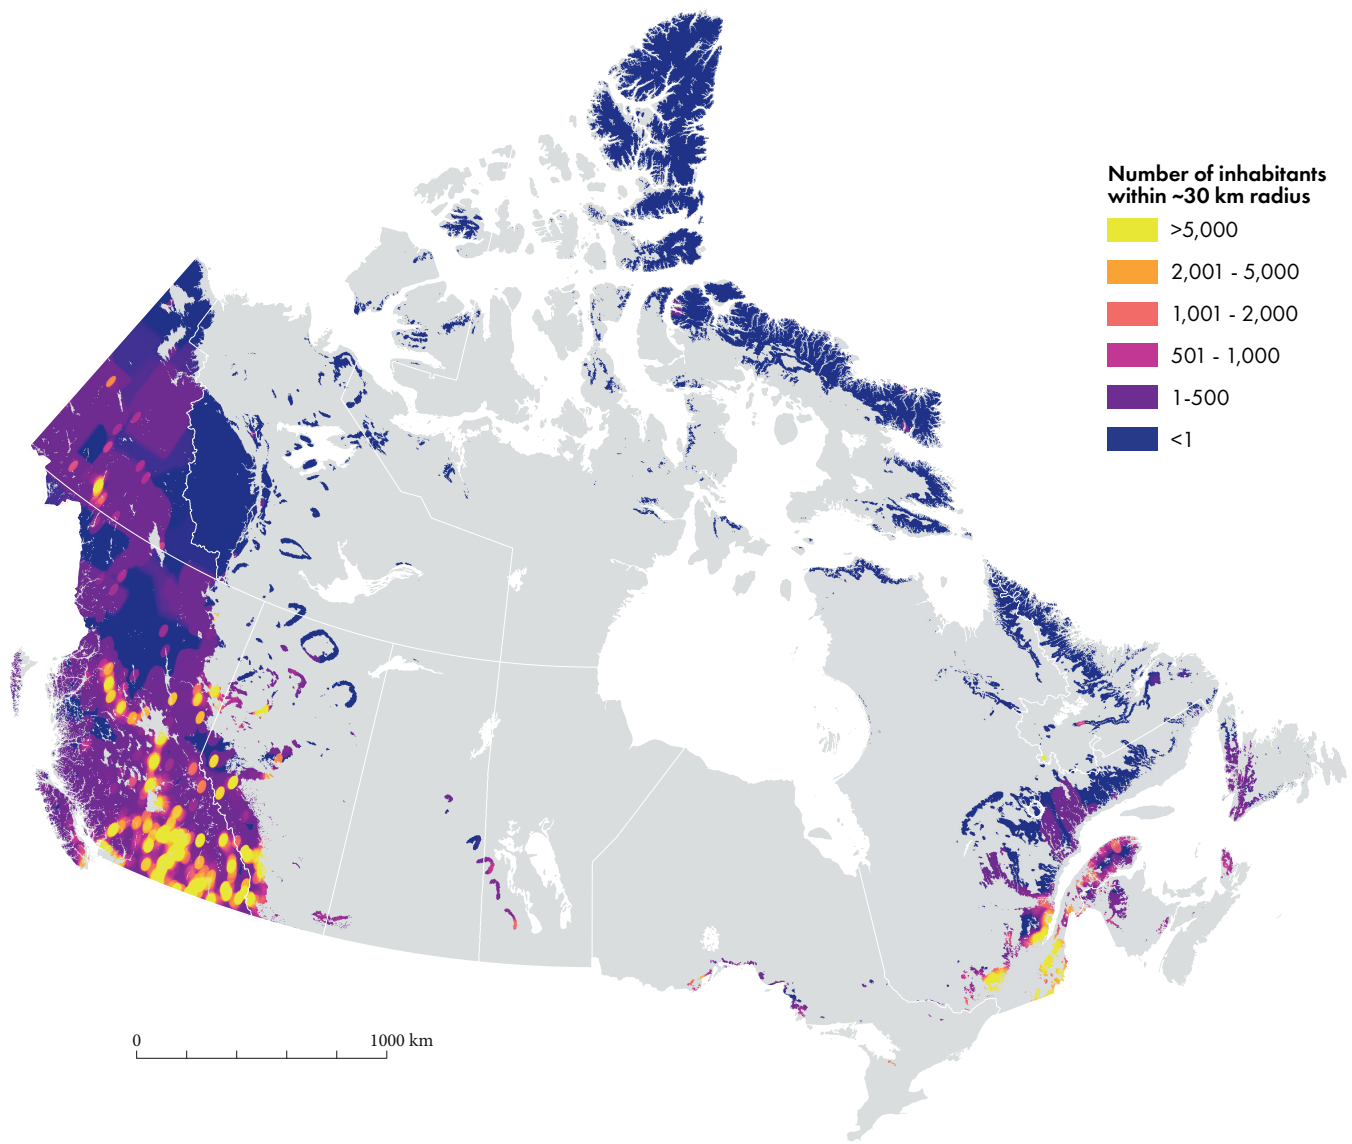 Number of inhabitants
within ~30 km radius
>5,000
2,001 - 5,000
1,001 - 2,000
501 - 1,000
1-500
<1
0 1000 km